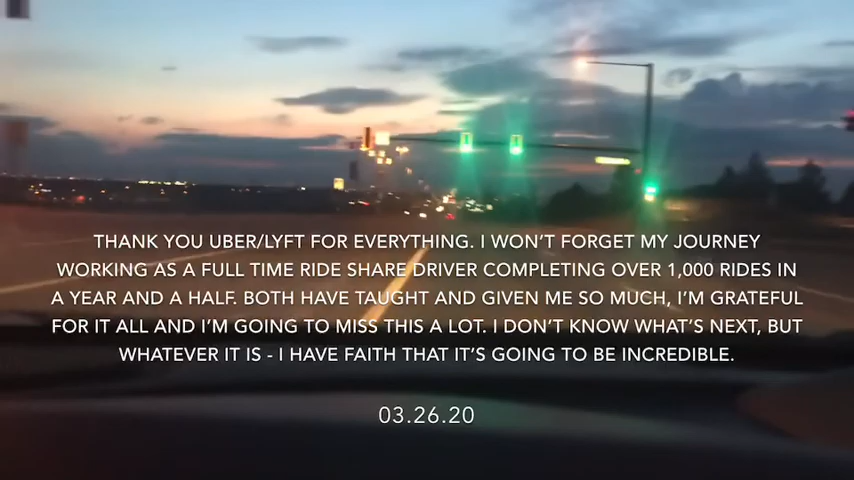 THANK YOU UBER/LYFT FOR EVERYTHING. I WON'T FORGET MY JOURNEY
WORKING AS A FULL TIME RIDE SHARE DRIVER COMPLETING OVER 1,000 RIDES IN
A YEAR AND A HALF. BOTH HAVE TAUGHT AND GIVEN ME SO MUCH, I'M GRATEFUL
FOR IT ALL AND I'M GOING TO MISS THIS A LOT. I DON'T KNOW WHAT'S NEXT, BUT
WHATEVER IT IS - I HAVE FAITH THAT IT'S GOING TO BE INCREDIBLE.
03.26.20